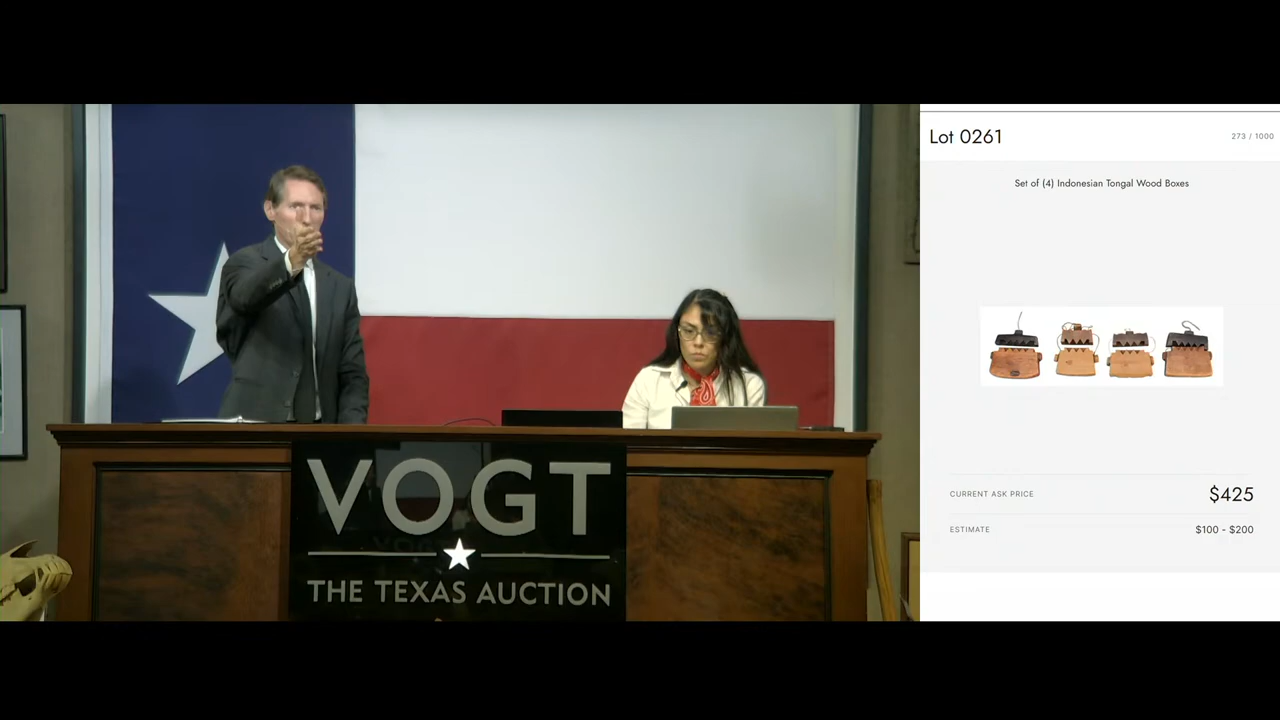 VOGT
THE TEXAS AUCTION
Lot 0261
273 / 1000
Set of (4) Indonesian Tongal Wood Boxes
CURRENT ASK PRICE
$425
ESTIMATE
$100 - $200